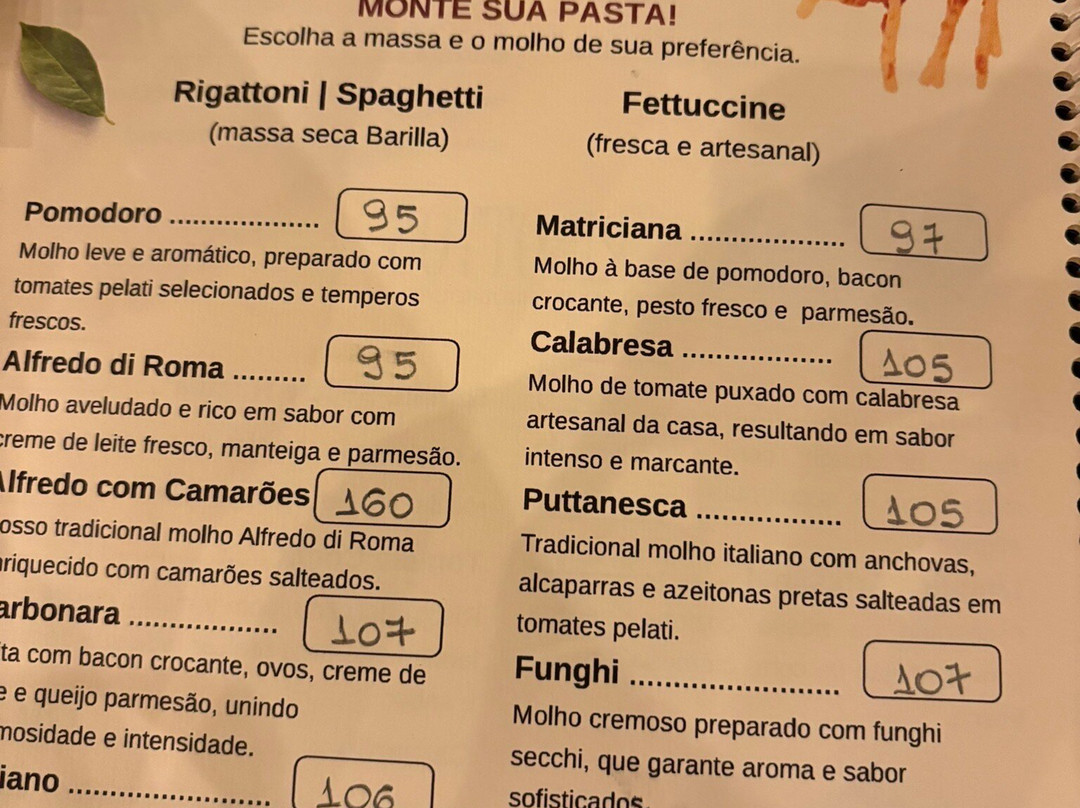 MONTE SUA PASTA!
Escolha a massa e o molho de sua preferência.
Rigattoni | Spaghetti
(massa seca Barilla)
Fettuccine
(fresca e artesanal)
Pomodoro .................. 95
Molho leve e aromático, preparado com
tomates pelati selecionados e temperos
frescos.
Alfredo di Roma ......... 95
Molho aveludado e rico em sabor com
creme de leite fresco, manteiga e parmesão.
Alfredo com Camarões 160
osso tradicional molho Alfredo di Roma
nriquecido com camarões salteados.
arbonara .................. 107
ta com bacon crocante, ovos, creme de
e e queijo parmesão, unindo
mosidade e intensidade.
iano ........................ 106
Matriciana .................... 97
Molho à base de pomodoro, bacon
crocante, pesto fresco e parmesão.
Calabresa ................... 105
Molho de tomate puxado com calabresa
artesanal da casa, resultando em sabor
intenso e marcante.
Puttanesca .................. 105
Tradicional molho italiano com anchovas,
alcaparras e azeitonas pretas salteadas em
tomates pelati.
Funghi ......................... 107
Molho cremoso preparado com funghi
secchi, que garante aroma e sabor
sofisticados.